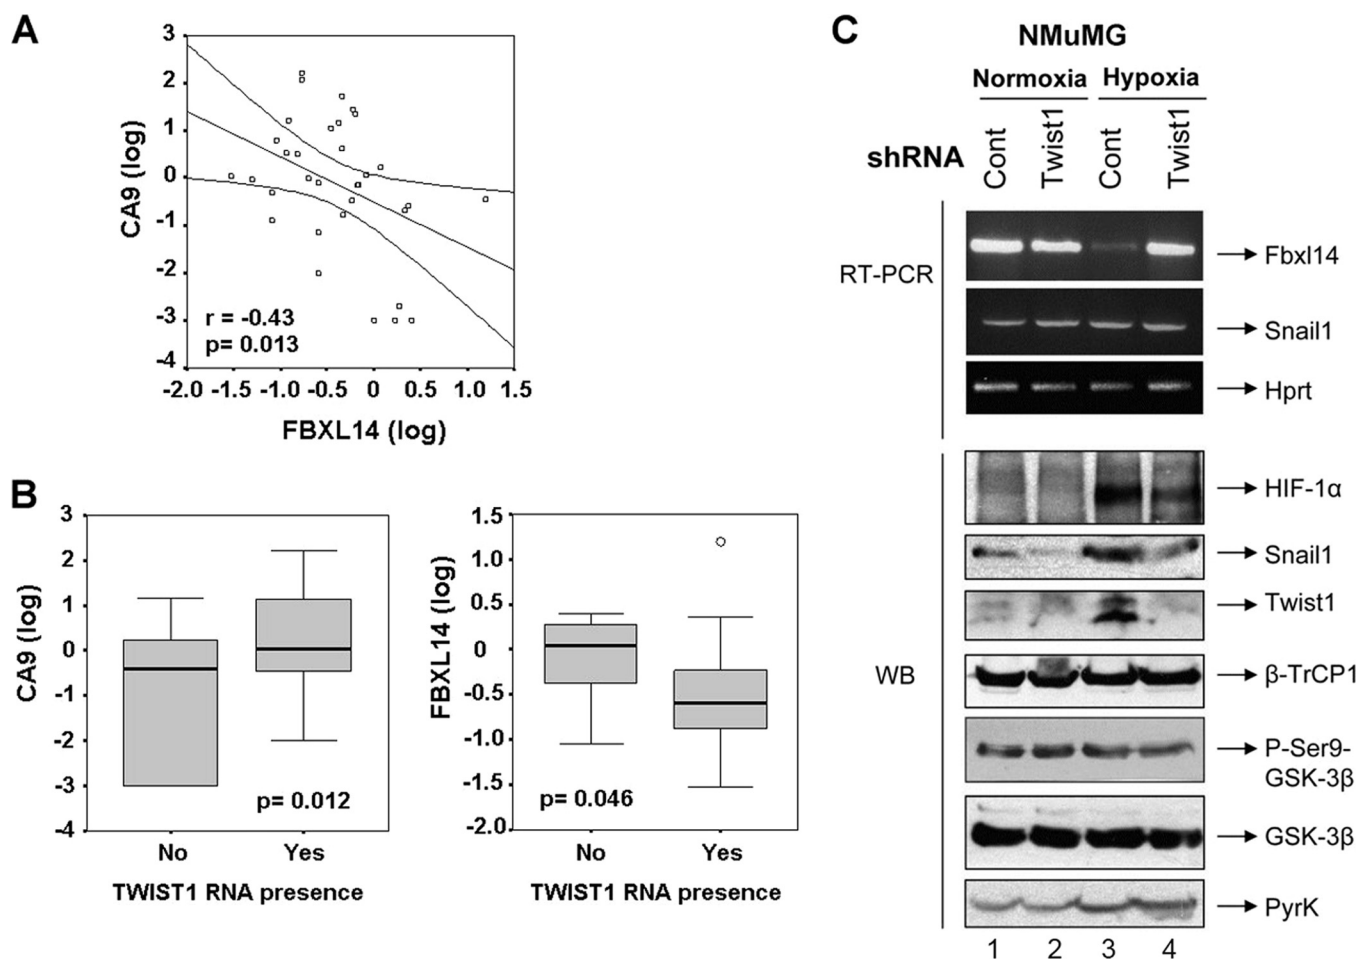 A
3
2
1
0
-1
-2
-3
-4
CA9 (log)
r = -0.43
p= 0.013
-2.0 -1.5 -1.0 -0.5 0 0.5 1.0 1.5
FBXL14 (log)
B
3
2
1
0
-1
-2
-3
-4
CA9 (log)
p= 0.012
No Yes
TWIST1 RNA presence
1.5
1.0
0.5
0
-0.5
-1.0
-1.5
-2.0
FBXL14 (log)
p= 0.046
No Yes
TWIST1 RNA presence
C
NMuMG
Normoxia Hypoxia
shRNA Cont Twist1 Cont Twist1
RT-PCR
Fbxl14
Snail1
Hprt
WB
HIF-1α
Snail1
Twist1
β-TrCP1
P-Ser9-
GSK-3β
GSK-3β
PyrK
1 2 3 4